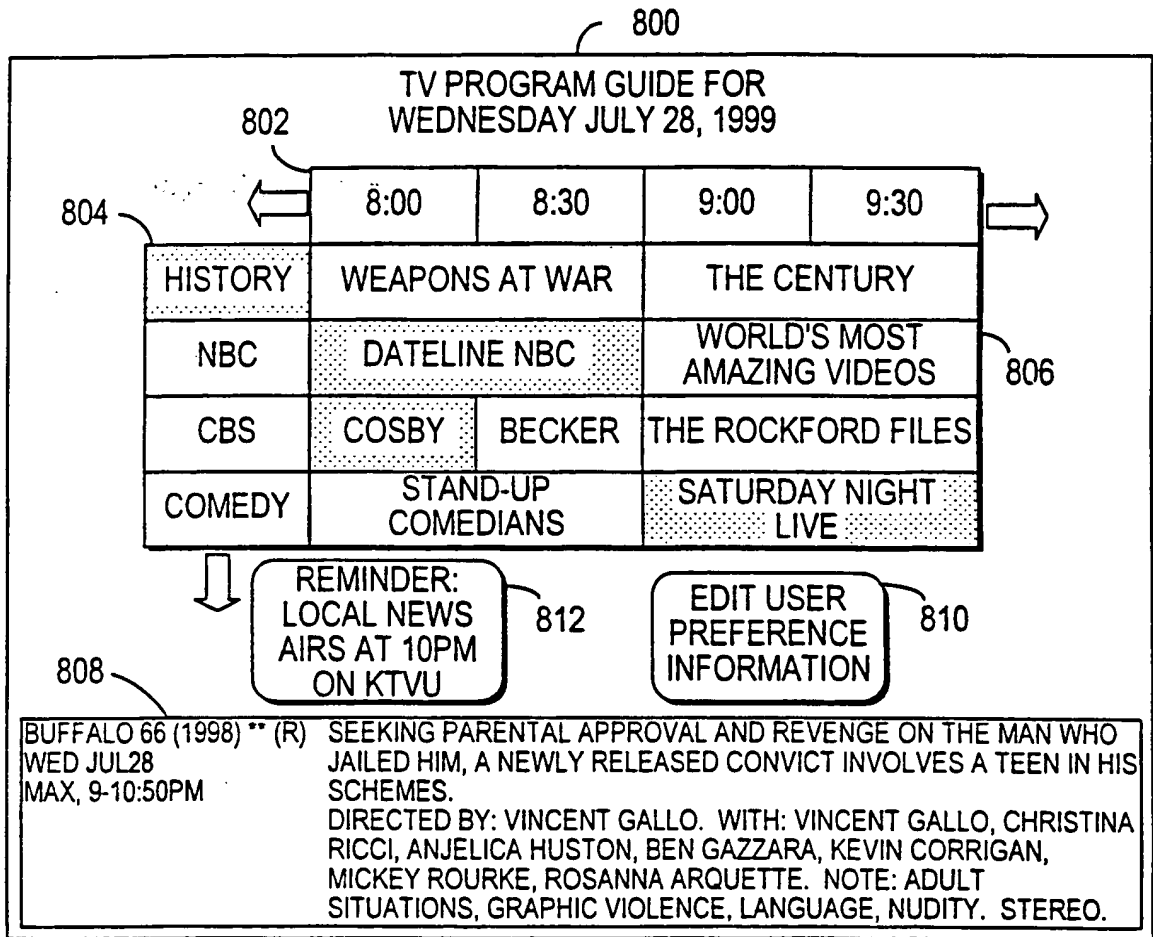 800
TV PROGRAM GUIDE FOR
WEDNESDAY JULY 28, 1999
802
8:00 8:30 9:00 9:30
804
HISTORY WEAPONS AT WAR THE CENTURY
NBC DATELINE NBC WORLD'S MOST
AMAZING VIDEOS
806
CBS COSBY BECKER THE ROCKFORD FILES
COMEDY STAND-UP
COMEDIANS
SATURDAY NIGHT
LIVE
REMINDER:
LOCAL NEWS
AIRS AT 10PM
ON KTVU
812
EDIT USER
PREFERENCE
INFORMATION
810
808
BUFFALO 66 (1998) ** (R)
WED JUL28
MAX, 9-10:50PM
SEEKING PARENTAL APPROVAL AND REVENGE ON THE MAN WHO
JAILED HIM, A NEWLY RELEASED CONVICT INVOLVES A TEEN IN HIS
SCHEMES.
DIRECTED BY: VINCENT GALLO. WITH: VINCENT GALLO, CHRISTINA
RICCI, ANJELICA HUSTON, BEN GAZZARA, KEVIN CORRIGAN,
MICKEY ROURKE, ROSANNA ARQUETTE. NOTE: ADULT
SITUATIONS, GRAPHIC VIOLENCE, LANGUAGE, NUDITY. STEREO.